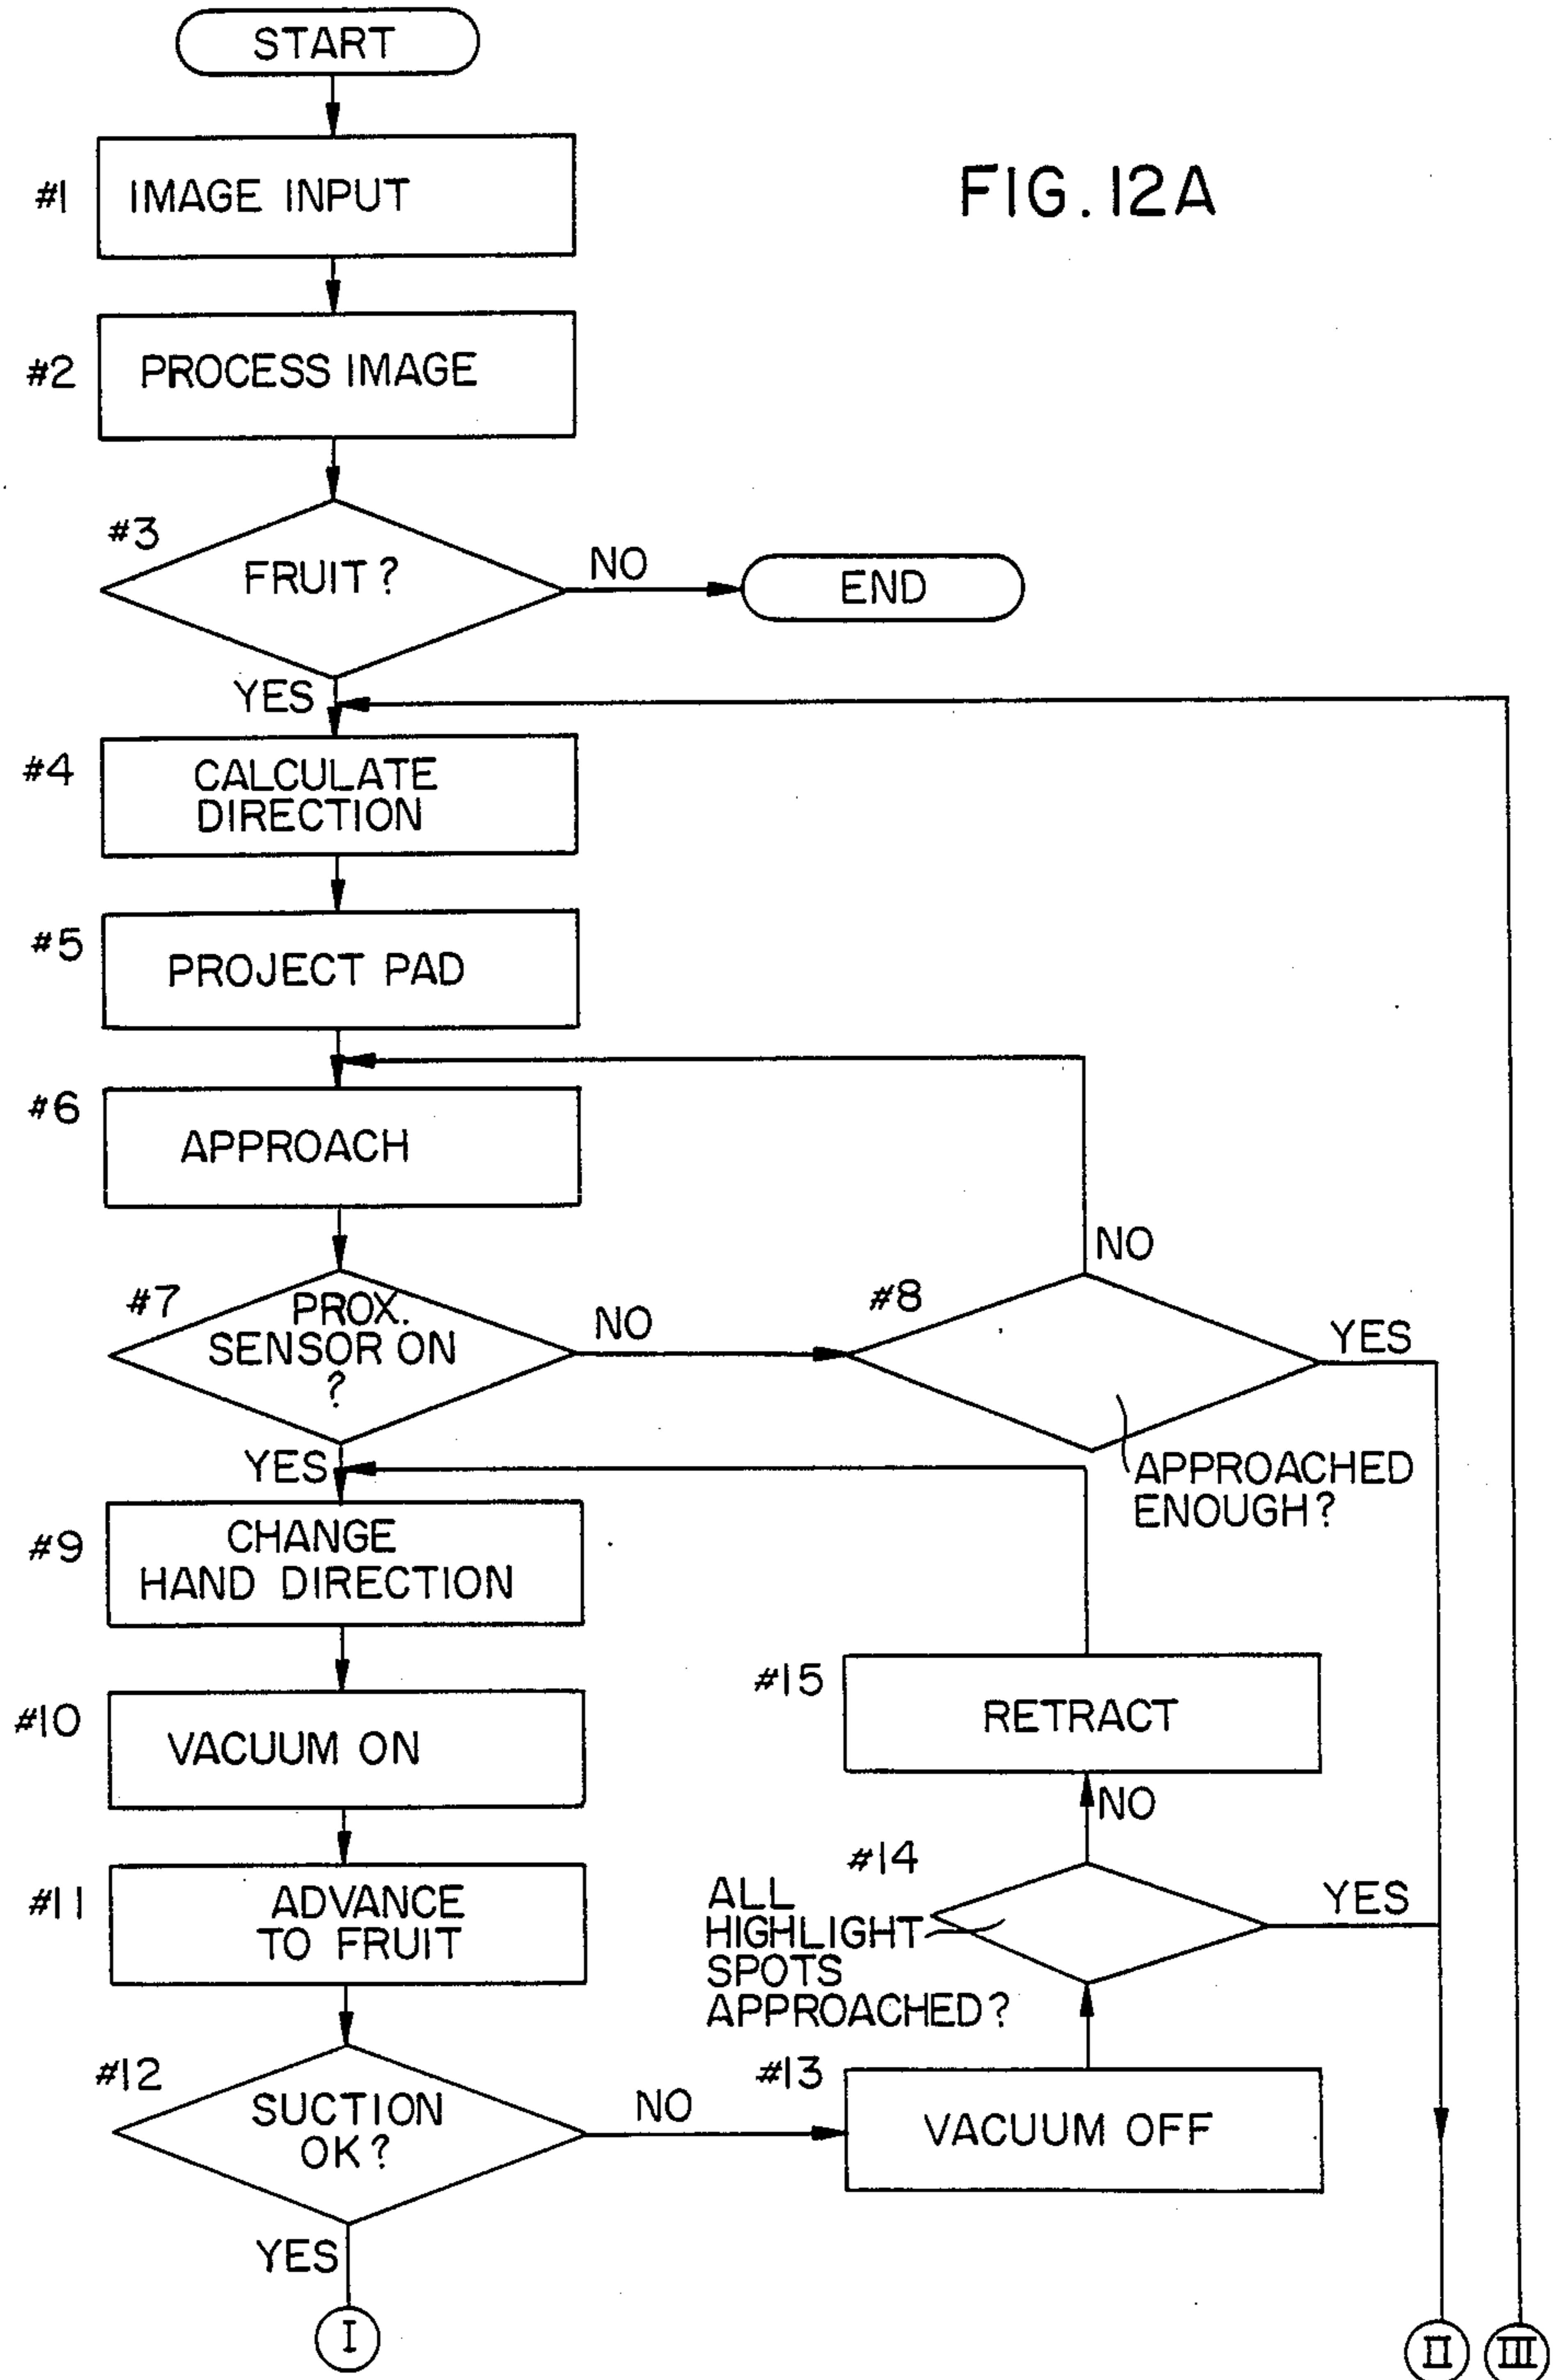 START
FIG. 12A
#1
IMAGE INPUT
#2
PROCESS IMAGE
#3
FRUIT?
NO
END
YES
#4
CALCULATE
DIRECTION
#5
PROJECT PAD
#6
APPROACH
#7
PROX.
SENSOR ON
?
NO
#8
NO
YES
APPROACHED
ENOUGH?
YES
#9
CHANGE
HAND DIRECTION
#10
VACUUM ON
#11
ADVANCE
TO FRUIT
#12
SUCTION
OK?
NO
#13
VACUUM OFF
#14
ALL
HIGHLIGHT
SPOTS
APPROACHED?
YES
NO
#15
RETRACT
YES
I
II
III